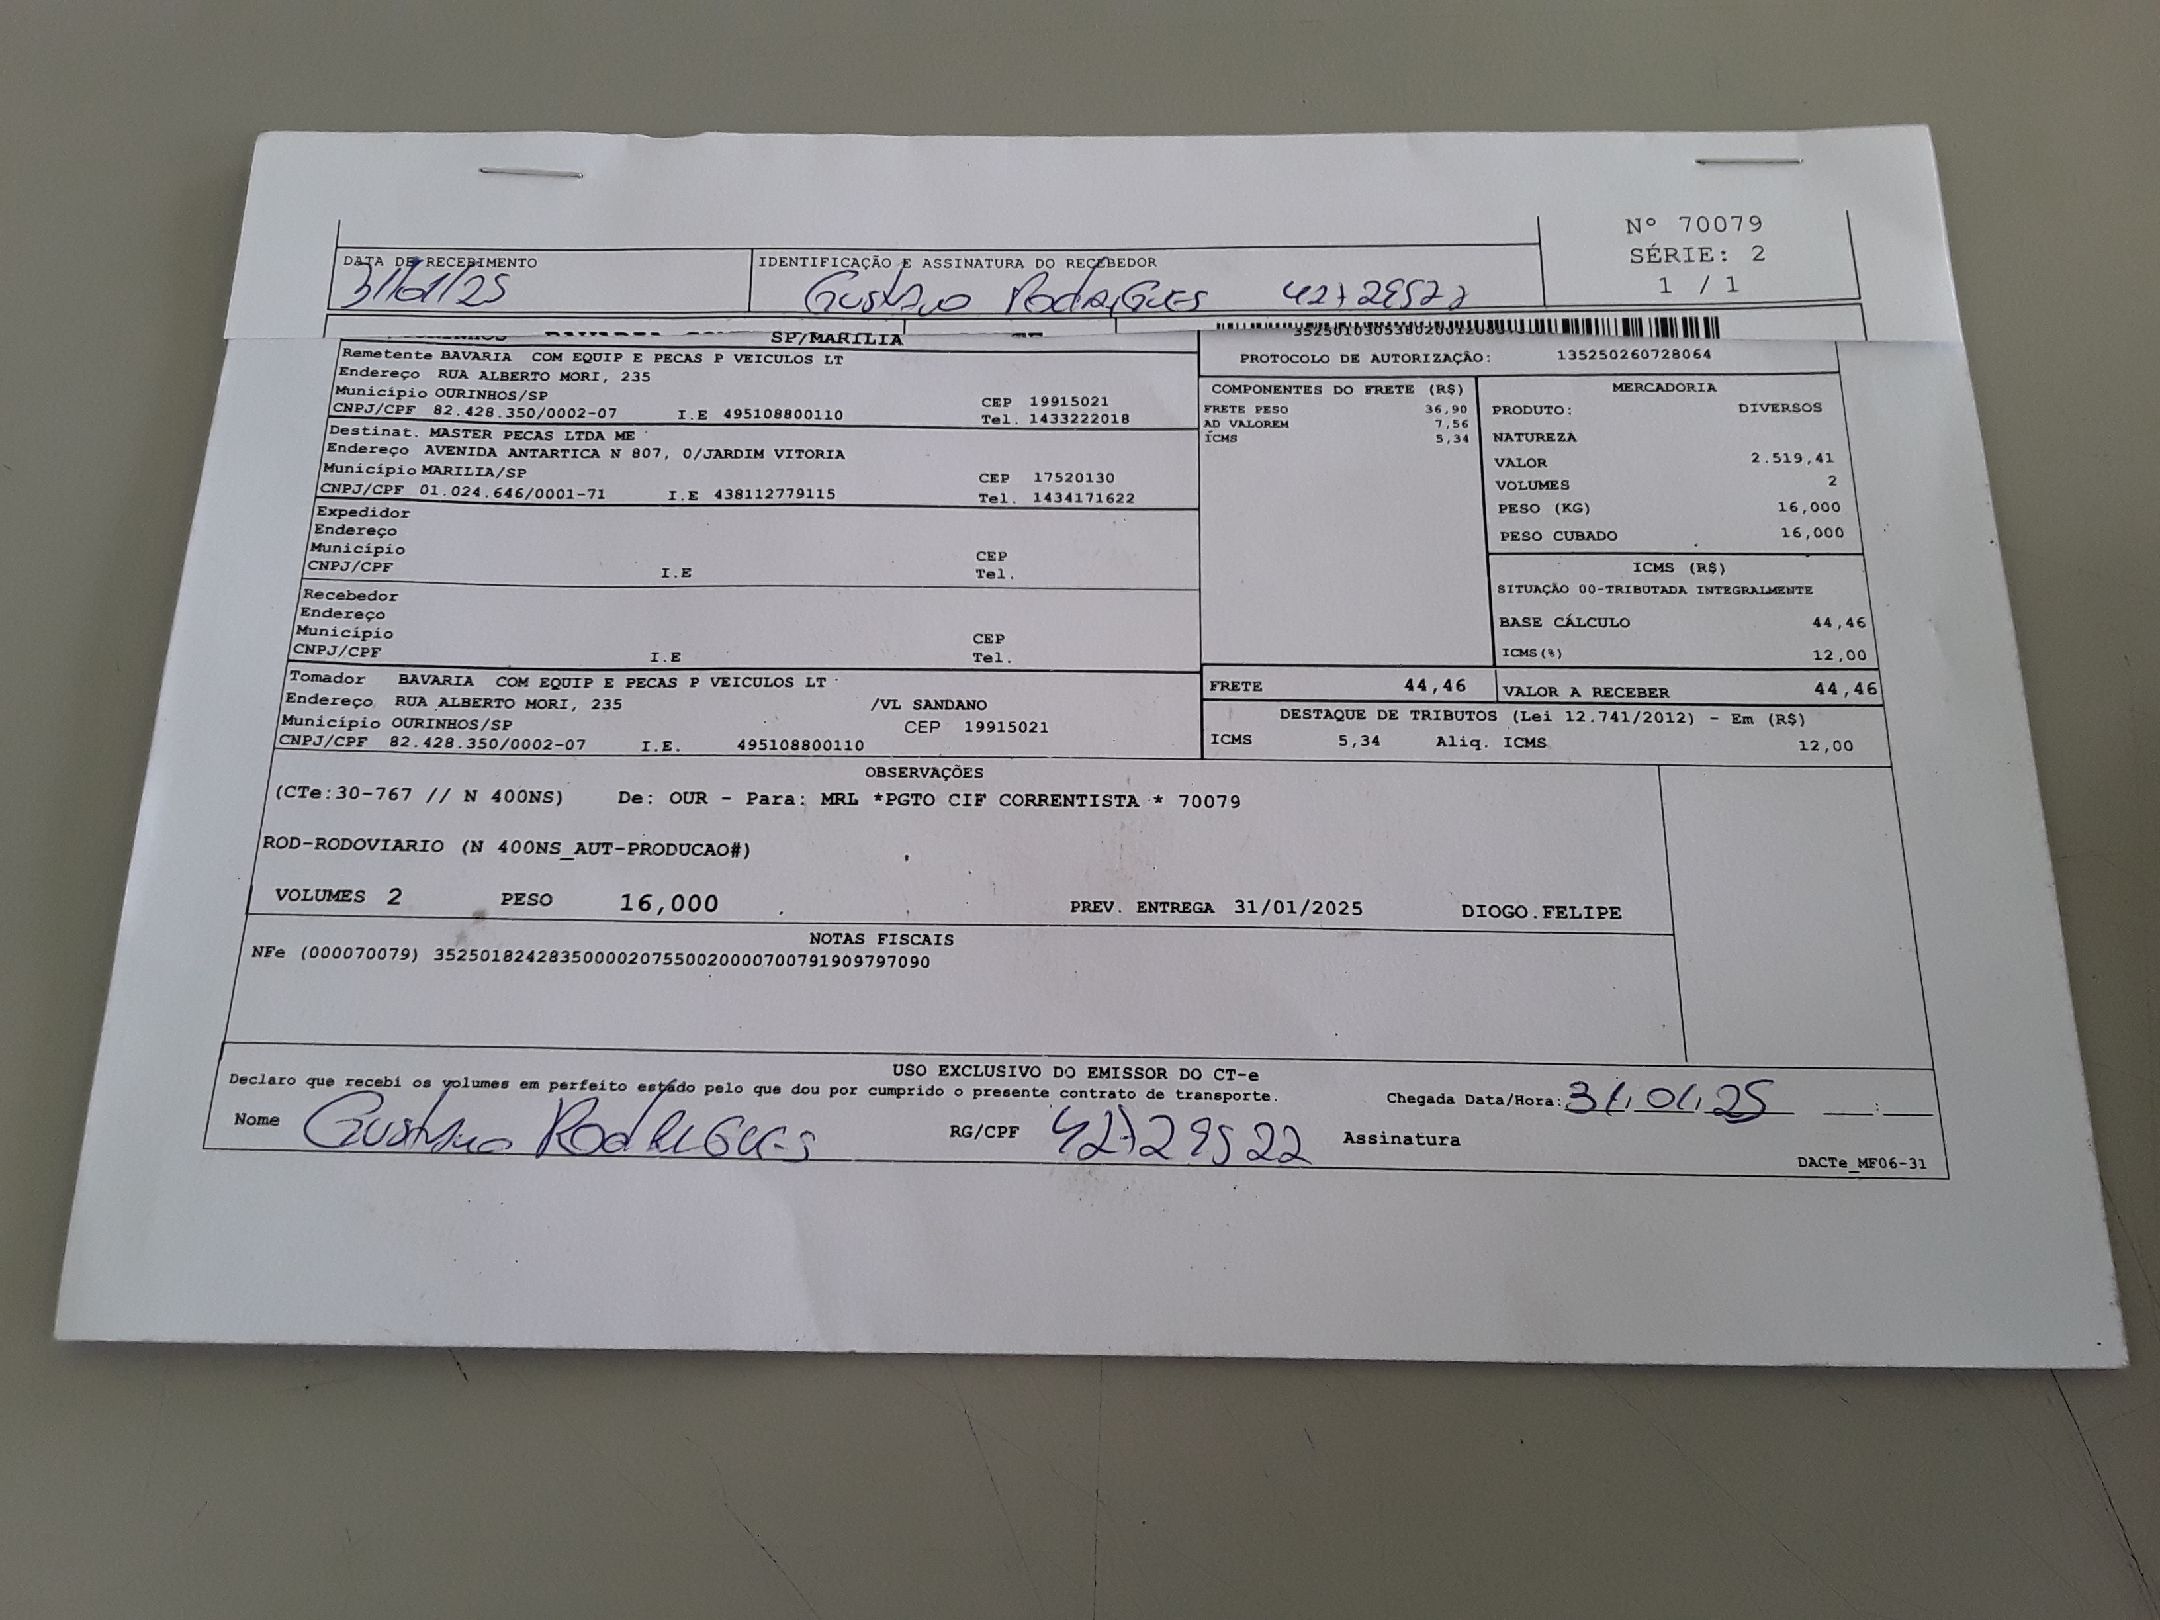 Nº 70079
SÉRIE: 2
1 / 1
DATA DE RECEBIMENTO
31/01/25
IDENTIFICAÇÃO E ASSINATURA DO RECEBEDOR
Gustavo Rodrigues
SP/MARILIA
Remetente BAVARIA COM EQUIP E PECAS P VEICULOS LT
Endereço RUA ALBERTO MORI, 235
Município OURINHOS/SP CEP 19915021
CNPJ/CPF 82.428.350/0002-07 I.E 495108800110 Tel. 1433222018
Destinat. MASTER PECAS LTDA ME
Endereço AVENIDA ANTARTICA N 807, 0/JARDIM VITORIA
Município MARILIA/SP CEP 17520130
CNPJ/CPF 01.024.646/0001-71 I.E 438112779115 Tel. 1434171622
Expedidor
Endereço
Município CEP
CNPJ/CPF I.E Tel.
Recebedor
Endereço
Município CEP
CNPJ/CPF I.E Tel.
Tomador BAVARIA COM EQUIP E PECAS P VEICULOS LT
Endereço RUA ALBERTO MORI, 235 /VL SANDANO
Município OURINHOS/SP CEP 19915021
CNPJ/CPF 82.428.350/0002-07 I.E. 495108800110
PROTOCOLO DE AUTORIZAÇÃO: 135250260728064
COMPONENTES DO FRETE (R$)
FRETE PESO 36,90
AD VALOREM 7,56
ICMS 5,34
MERCADORIA
PRODUTO: DIVERSOS
NATUREZA
VALOR 2.519,41
VOLUMES 2
PESO (KG) 16,000
PESO CUBADO 16,000
ICMS (R$)
SITUAÇÃO 00-TRIBUTADA INTEGRALMENTE
BASE CÁLCULO 44,46
ICMS(%) 12,00
FRETE 44,46 VALOR A RECEBER 44,46
DESTAQUE DE TRIBUTOS (Lei 12.741/2012) - Em (R$)
ICMS 5,34 Aliq. ICMS 12,00
OBSERVAÇÕES
(CTe:30-767 // N 400NS) De: OUR - Para: MRL *PGTO CIF CORRENTISTA * 70079
ROD-RODOVIARIO (N 400NS_AUT-PRODUCAO#)
VOLUMES 2 PESO 16,000 PREV. ENTREGA 31/01/2025 DIOGO.FELIPE
NOTAS FISCAIS
NFe (000070079) 35250182428350000207550020000700791909797090
USO EXCLUSIVO DO EMISSOR DO CT-e
Declaro que recebi os volumes em perfeito estado pelo que dou por cumprido o presente contrato de transporte.
Chegada Data/Hora: 31.01.25 __:__
Nome Gustavo Rodrigues RG/CPF 42729522 Assinatura
DACTe_MF06-31